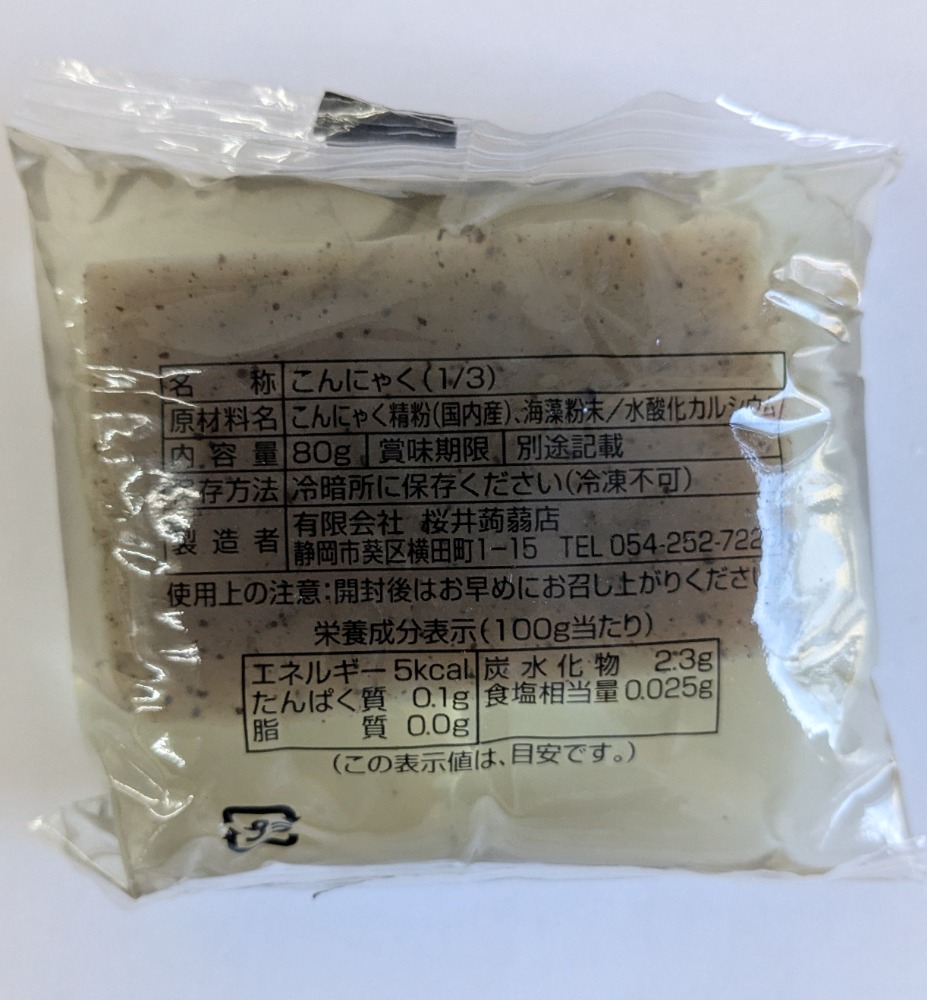 名称 こんにゃく(1/3)
原材料名 こんにゃく精粉(国内産)、海藻粉末/水酸化カルシウム
内容量 80g 賞味期限 別途記載
保存方法 冷暗所に保存ください(冷凍不可)
製造者 有限会社 桜井蒟蒻店
静岡市葵区横田町1-15 TEL 054-252-722
使用上の注意:開封後はお早めにお召し上がりください
栄養成分表示(100g当たり)
エネルギー 5kcal 炭水化物 2.3g
たんぱく質 0.1g 食塩相当量 0.025g
脂質 0.0g
(この表示値は、目安です。)